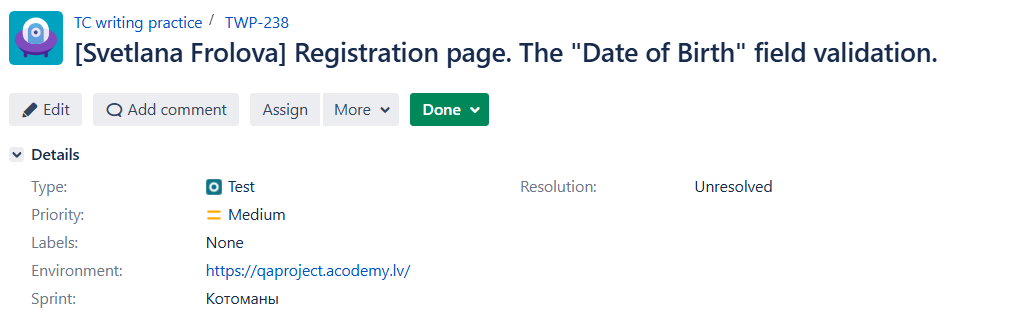 TC writing practice / TWP-238
[Svetlana Frolova] Registration page. The "Date of Birth" field validation.
Edit Add comment Assign More Done
Details
Type: Test Resolution: Unresolved
Priority: Medium
Labels: None
Environment: https://qaproject.acodemy.lv/
Sprint: Котоманы